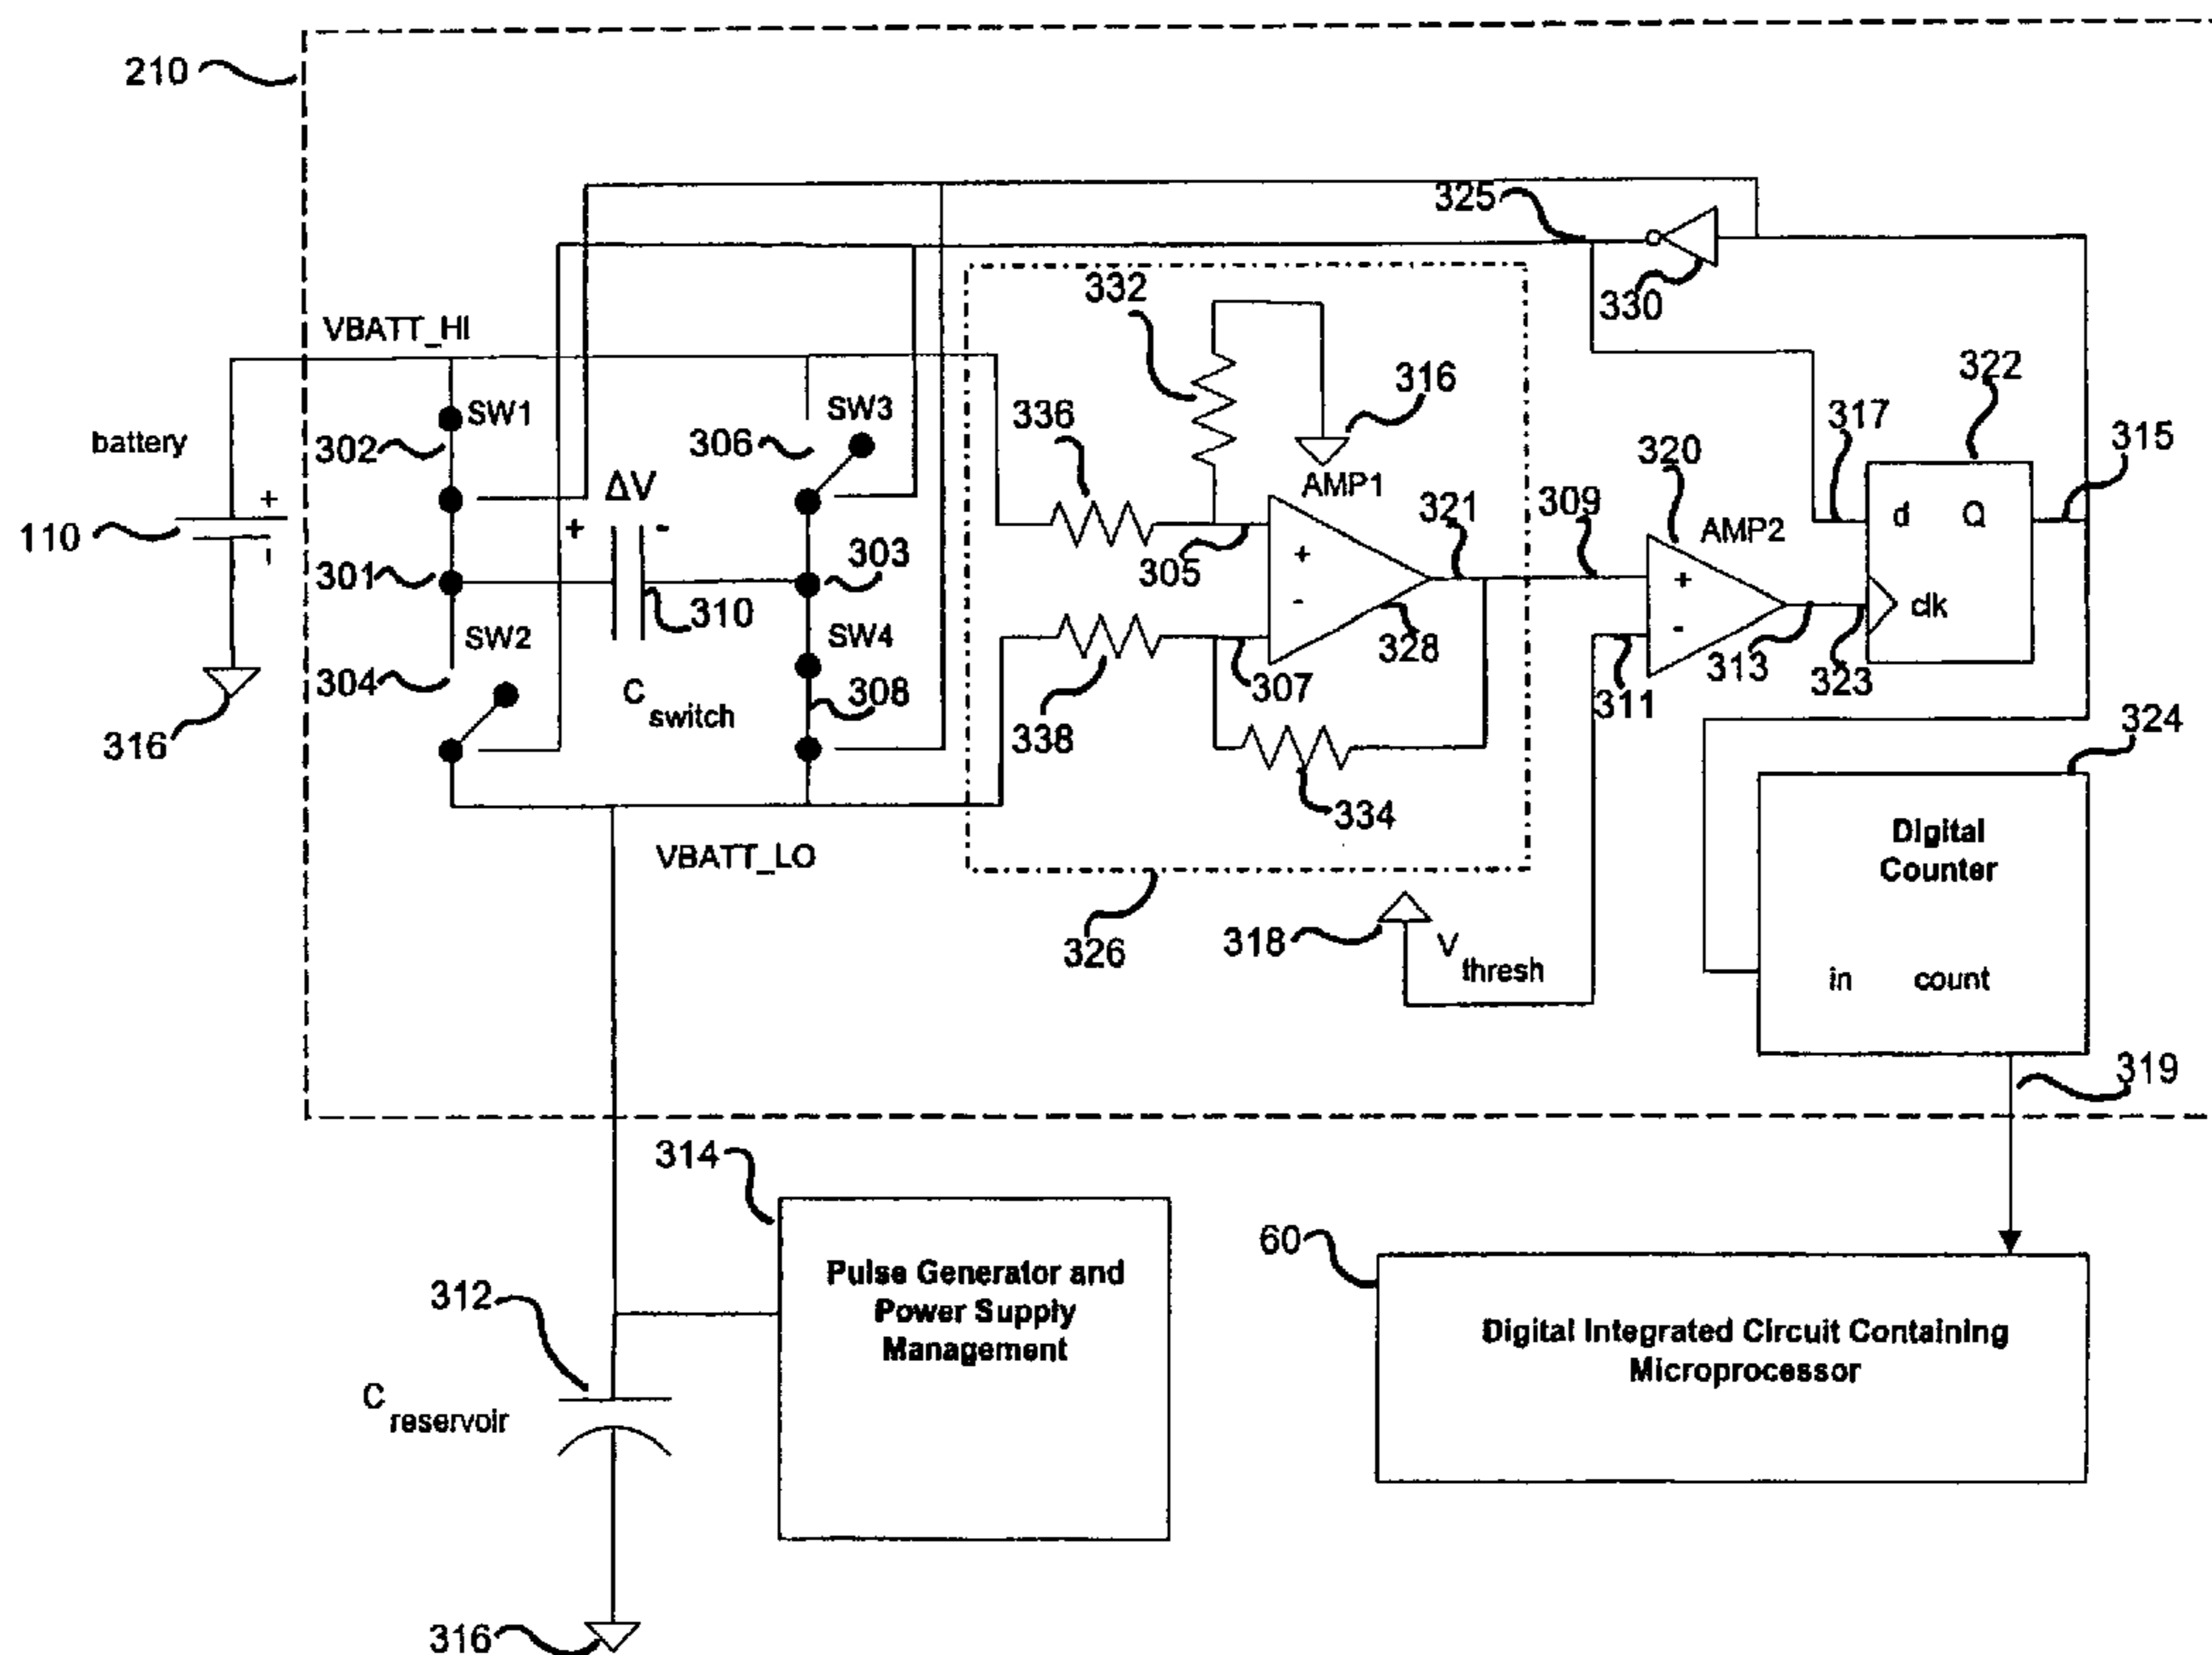 210
325
330
332
VBATT_HI
322
SW1
SW3
336
316
battery
302
306
317
315
ΔV
AMP1
320
+
+ -
321
309
d Q
110
-
AMP2
301
303
305
+
+
clk
310
-
-
SW2
SW4
328
313
323
304
C switch
308
307
311
316
338
324
334
Digital
Counter
VBATT_LO
326
318
V thresh
in count
319
314
60
312
Pulse Generator and
Power Supply
Management
Digital Integrated Circuit Containing
Microprocessor
C reservoir
316